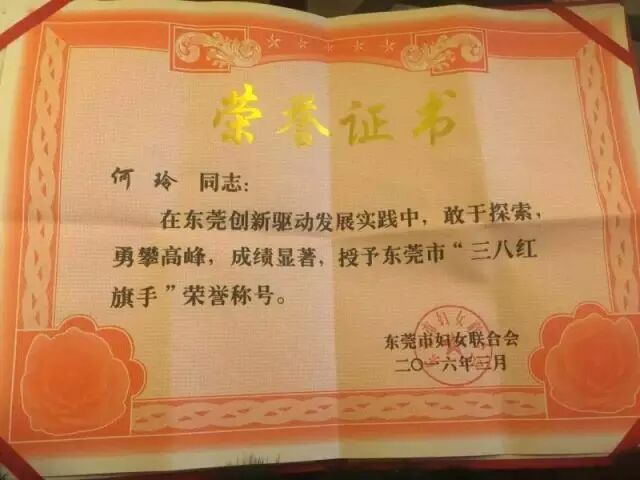 荣誉证书
何玲 同志：
在东莞创新驱动发展实践中，敢于探索，
勇攀高峰，成绩显著，授予东莞市“三八红
旗手”荣誉称号。
东莞市妇女联合会
二〇一六年三月